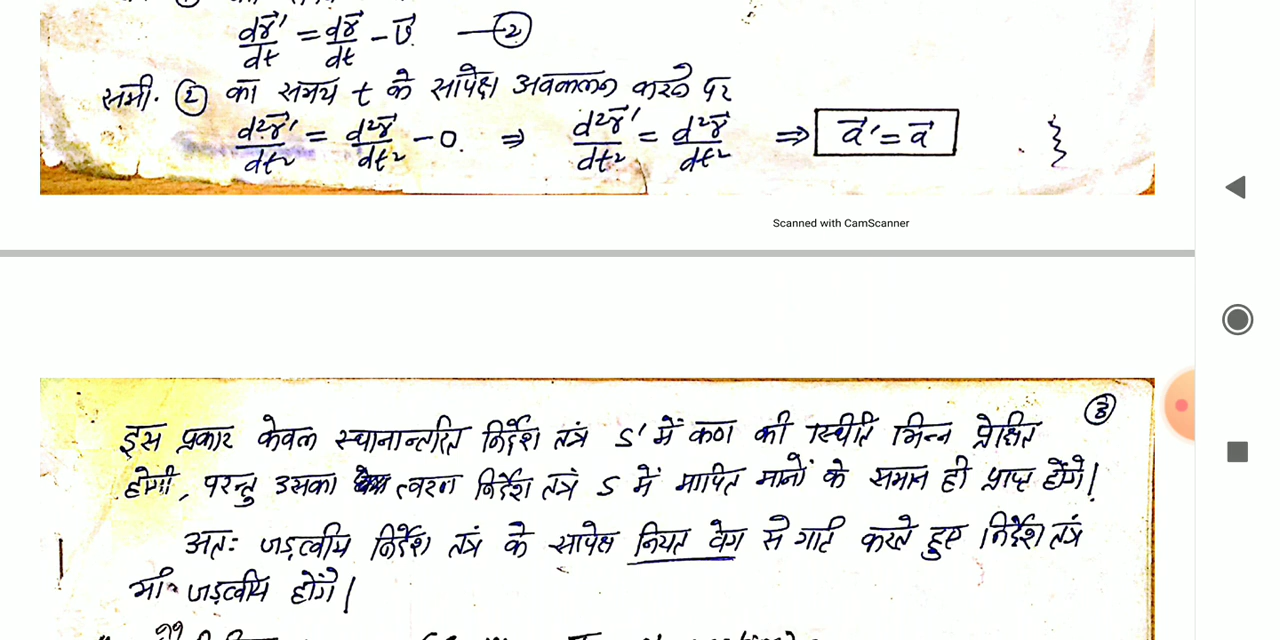 dr⃗'/dt = dr⃗/dt - v⃗. —②
समी. ② का समय t के सापेक्ष अवकलन करने पर
d²r⃗'/dt² = d²r⃗/dt² - 0. ⇒ d²r⃗'/dt² = d²r⃗/dt² ⇒ a⃗' = a⃗
Scanned with CamScanner
③
इस प्रकार केवल स्थानान्तरित निर्देश तंत्र S' में कण की स्थिति भिन्न प्रेक्षित
होगी, परन्तु उसका त्वरण निर्देश तंत्र S में मापित मानों के समान ही प्राप्त होंगे।
अतः जड़त्वीय निर्देश तंत्र के सापेक्ष नियत वेग से गति करते हुए निर्देश तंत्र
भी जड़त्वीय होंगे।